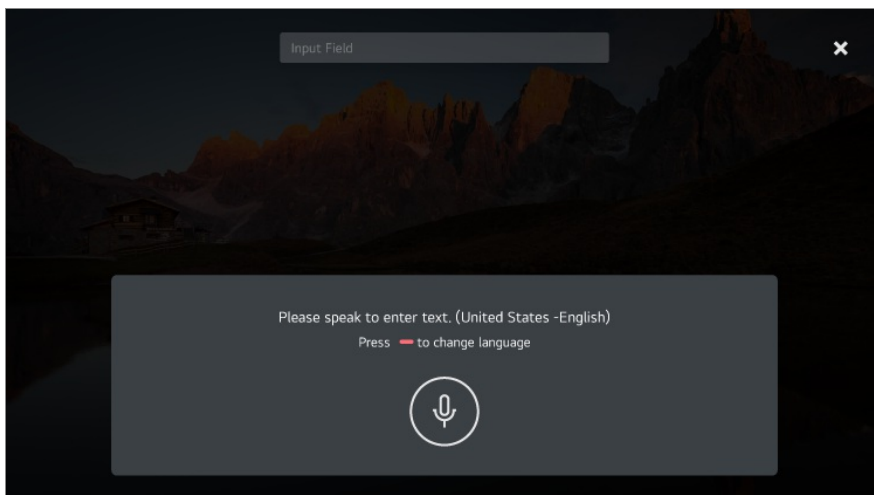 Input Field
Please speak to enter text. (United States -English)
Press to change language